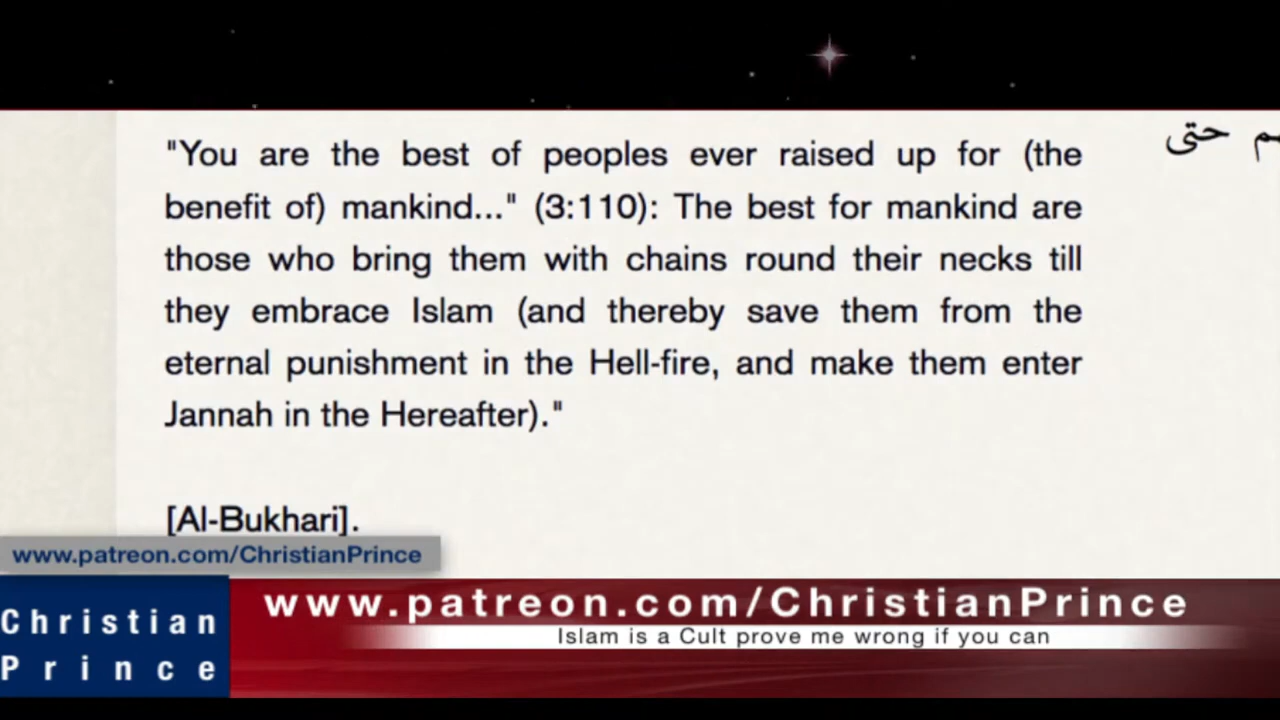 "You are the best of peoples ever raised up for (the
benefit of) mankind..." (3:110): The best for mankind are
those who bring them with chains round their necks till
they embrace Islam (and thereby save them from the
eternal punishment in the Hell-fire, and make them enter
Jannah in the Hereafter)."
حتى
[Al-Bukhari].
www.patreon.com/ChristianPrince
Christian
Prince
www.patreon.com/ChristianPrince
Islam is a Cult prove me wrong if you can